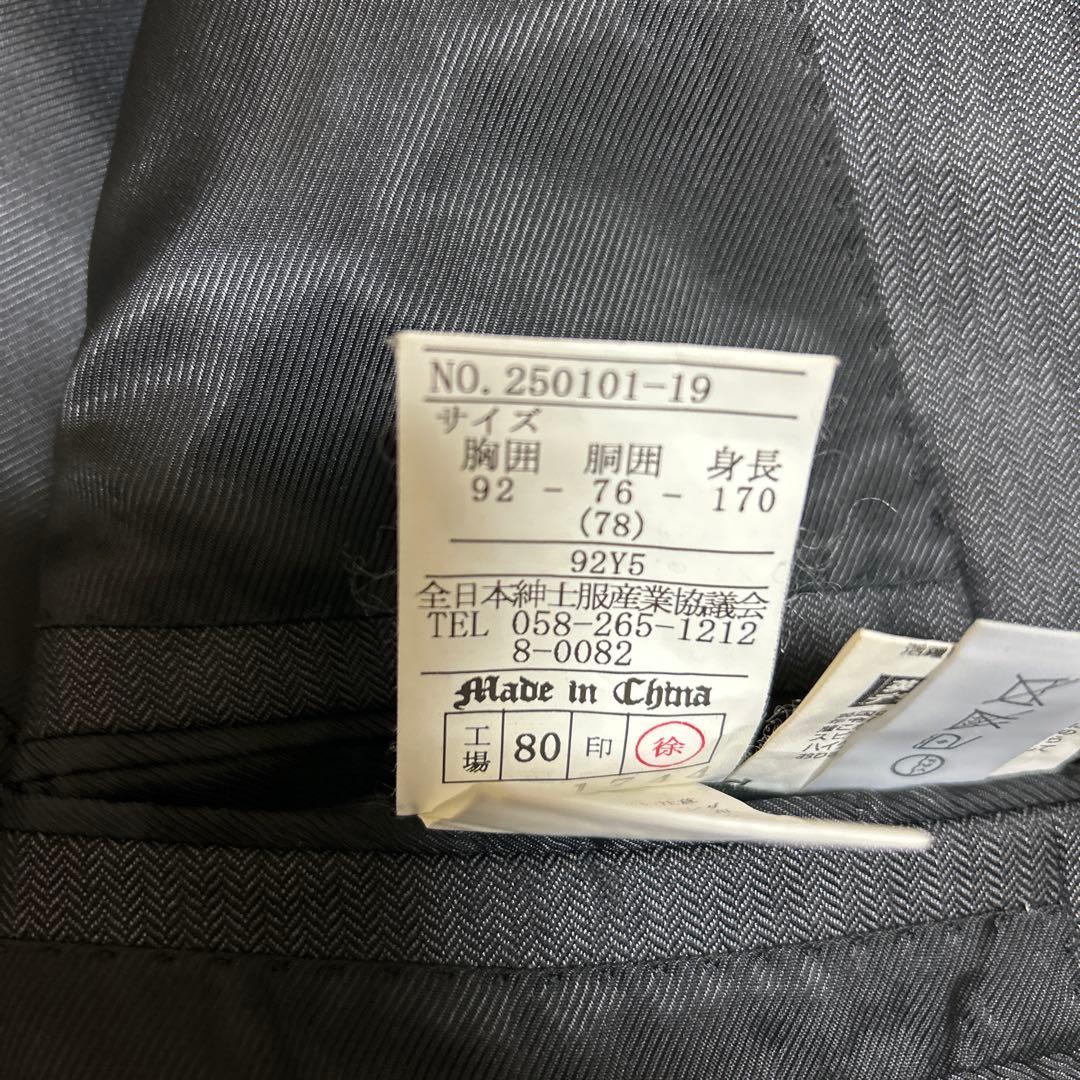 NO. 250101-19
サイズ
胸囲 胴囲 身長
92 - 76 - 170
(78)
92Y5
全日本紳士服産業協議会
TEL 058-265-1212
8-0082
Made in China
工場 80 印 徐